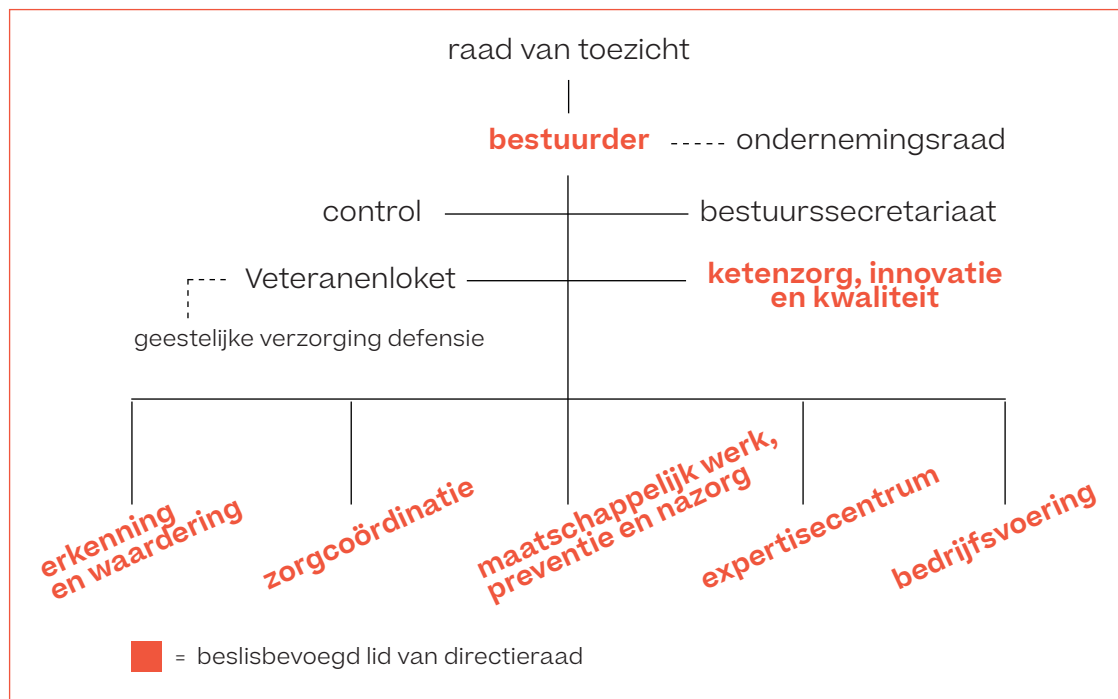 raad van toezicht
bestuurder
ondernemingsraad
control
bestuurssecretariaat
Veteranenloket
ketenzorg, innovatie
en kwaliteit
geestelijke verzorging defensie
erkenning
en waardering
zorgcoördinatie
maatschappelijk werk,
preventie en nazorg
expertisecentrum
bedrijfsvoering
= beslisbevoegd lid van directieraad